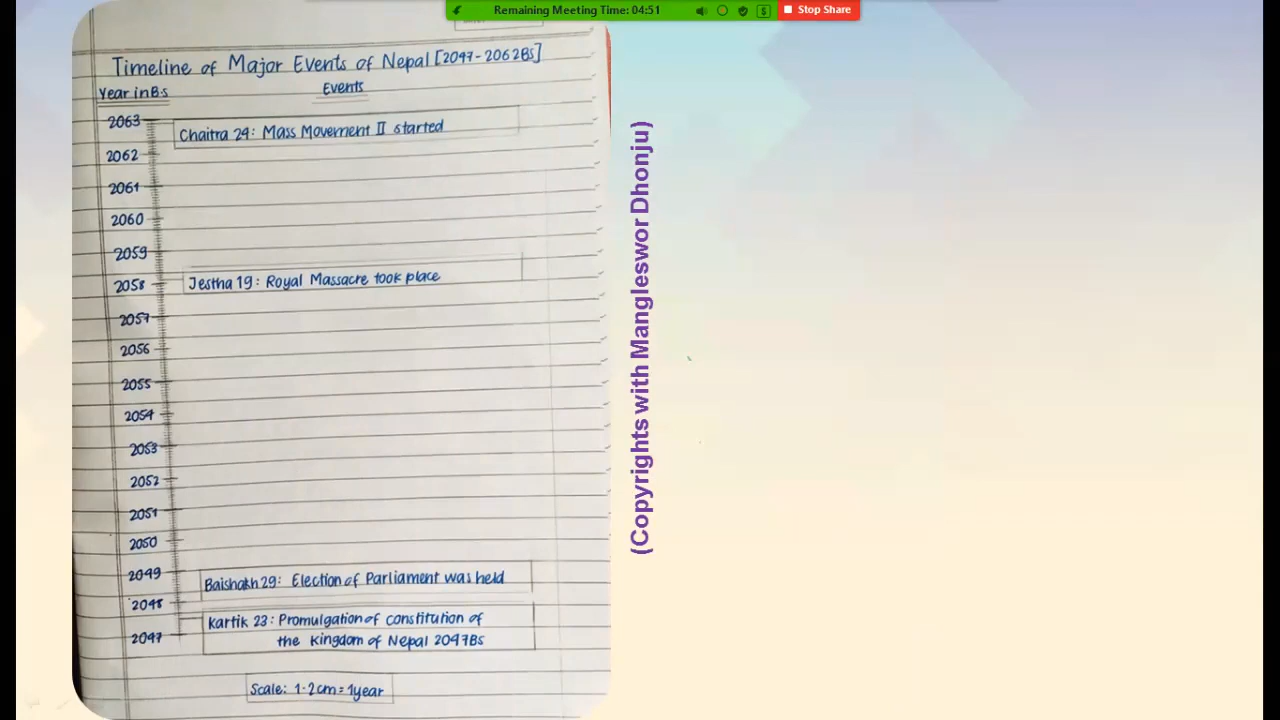 Remaining Meeting Time: 04:51
Stop Share
Timeline of Major Events of Nepal [2047-2062BS]
Year in B.S
Events
2063
Chaitra 24: Mass Movement II started
2062
2061
2060
2059
2058
Jestha 19: Royal Massacre took place
2057
2056
2055
2054
2053
2052
2051
2050
2049
Baishakh 29: Election of Parliament was held
2048
Kartik 23: Promulgation of constitution of
the kingdom of Nepal 2047BS
2047
Scale: 1.2cm = 1year
(Copyrights with Mangleswor Dhonju)